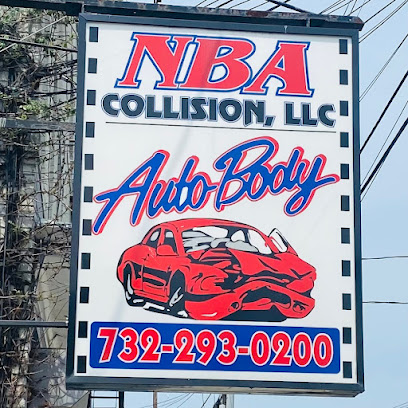 NBA
COLLISION, LLC
Auto Body
732-293-0200